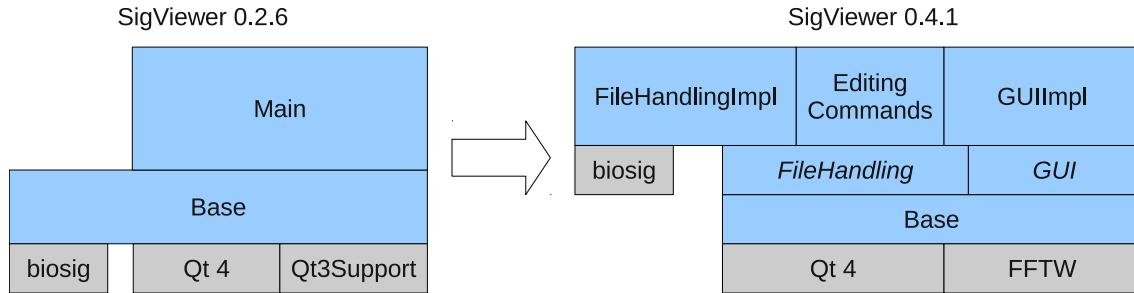 SigViewer 0.2.6
Main
Base
biosig
Qt 4
Qt3Support
SigViewer 0.4.1
FileHandlingImpl
Editing
Commands
GUIImpl
biosig
FileHandling
GUI
Base
Qt 4
FFTW